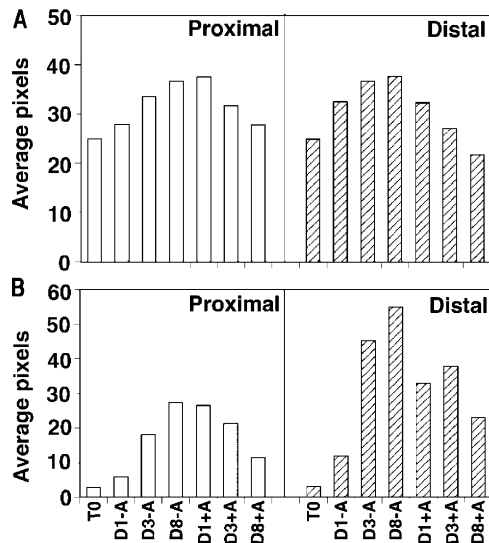 A
Proximal
Distal
Average pixels
50
40
30
20
10
0
B
Proximal
Distal
Average pixels
60
50
40
30
20
10
0
T0 D1-A D3-A D8-A D1+A D3+A D8+A T0 D1-A D3-A D8-A D1+A D3+A D8+A